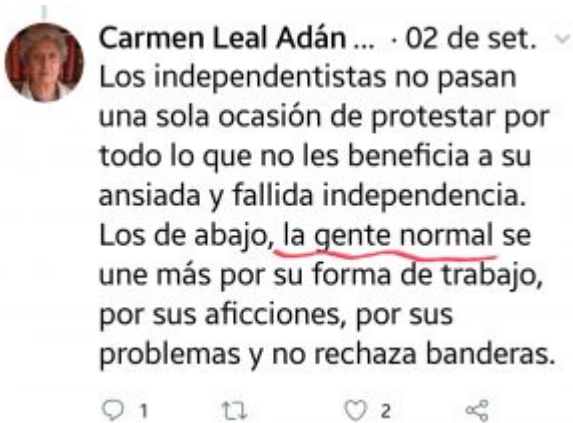 Carmen Leal Adán ... · 02 de set.
Los independentistas no pasan
una sola ocasión de protestar por
todo lo que no les beneficia a su
ansiada y fallida independencia.
Los de abajo, la gente normal se
une más por su forma de trabajo,
por sus aficciones, por sus
problemas y no rechaza banderas.
1 2